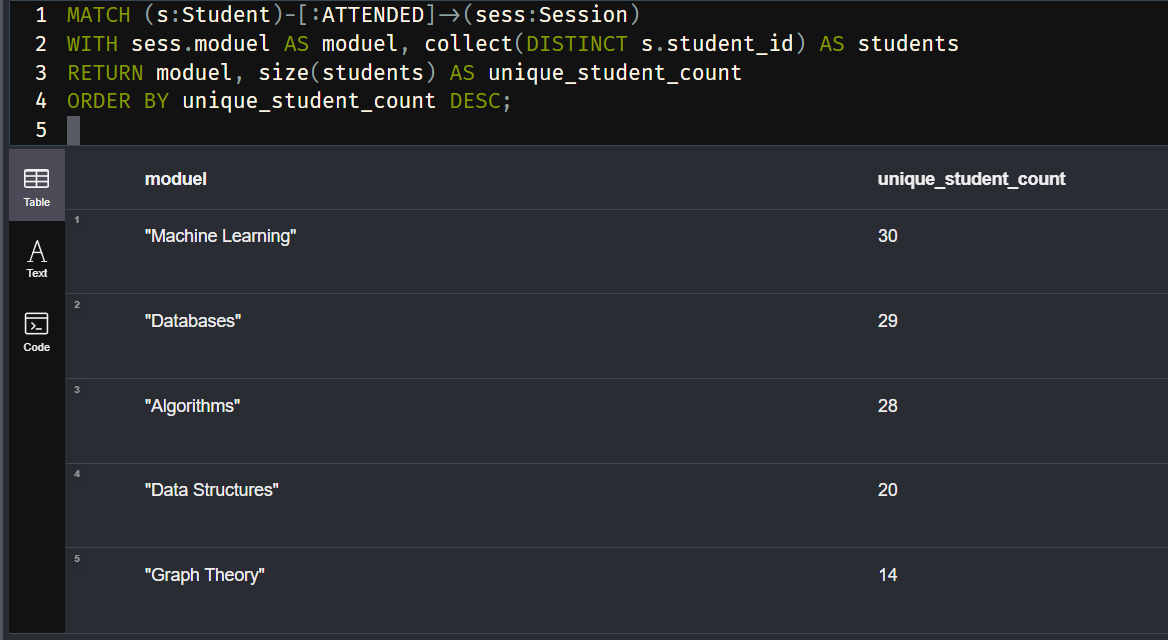 1 MATCH (s:Student)-[:ATTENDED]→(sess:Session)
2 WITH sess.moduel AS moduel, collect(DISTINCT s.student_id) AS students
3 RETURN moduel, size(students) AS unique_student_count
4 ORDER BY unique_student_count DESC;
5
Table
Text
Code
moduel unique_student_count
1 "Machine Learning" 30
2 "Databases" 29
3 "Algorithms" 28
4 "Data Structures" 20
5 "Graph Theory" 14